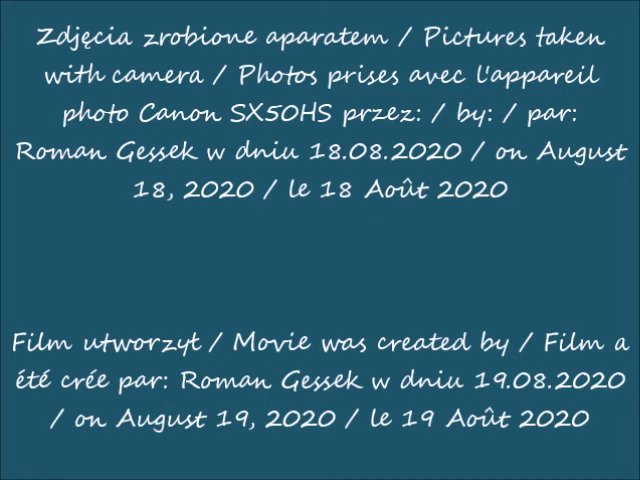 Zdjęcia zrobione aparatem / Pictures taken
with camera / Photos prises avec l'appareil
photo Canon SX50HS przez: / by: / par:
Roman Gessek w dniu 18.08.2020 / on August
18, 2020 / le 18 Août 2020
Film utworzył / Movie was created by / Film a
été crée par: Roman Gessek w dniu 19.08.2020
/ on August 19, 2020 / le 19 Août 2020